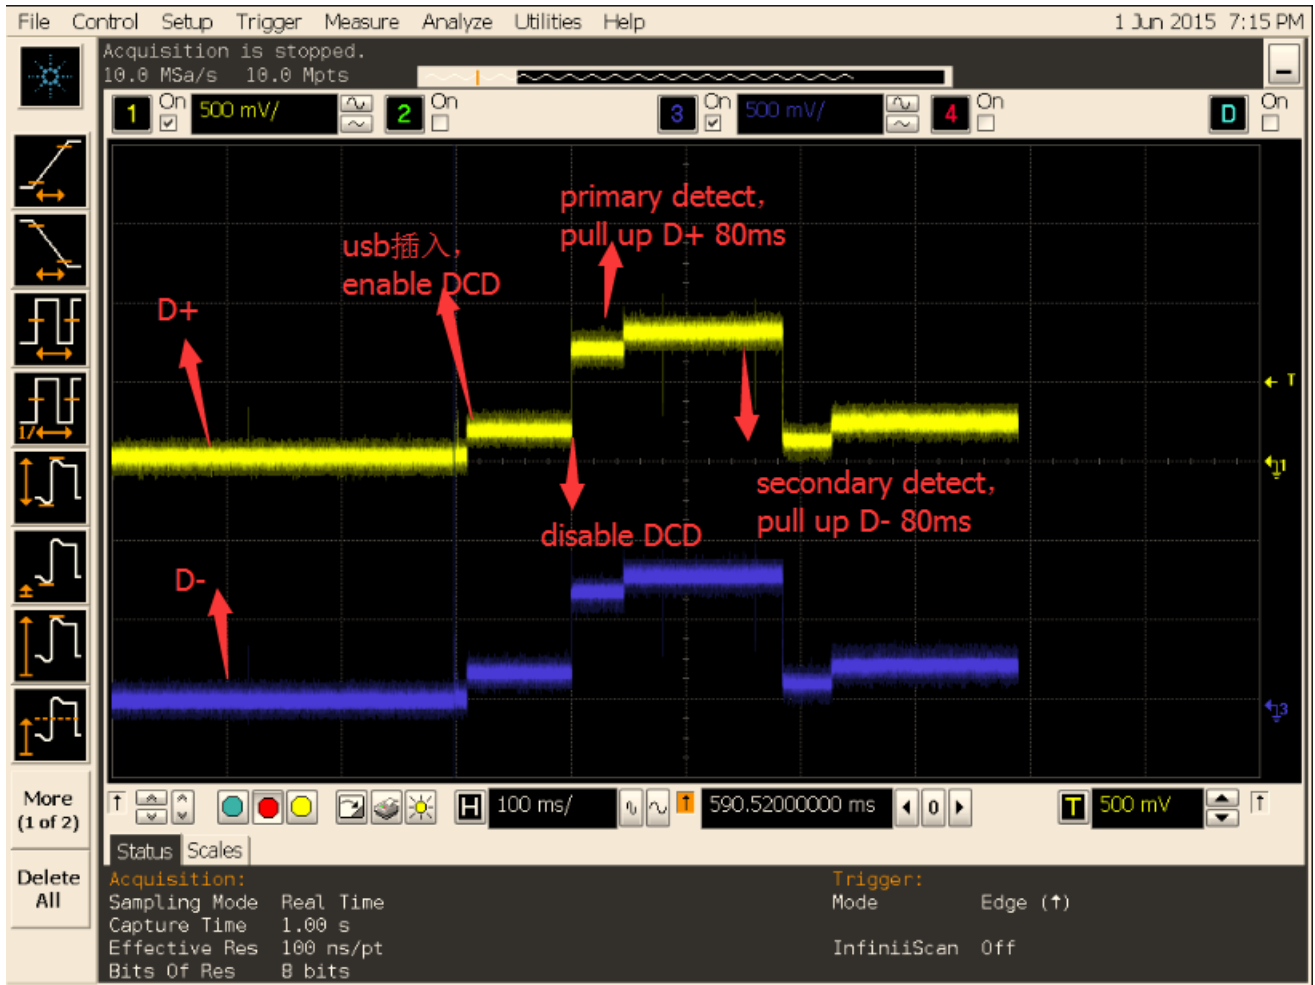 File Control Setup Trigger Measure Analyze Utilities Help 1 Jun 2015 7:15 PM
Acquisition is stopped.
10.0 MSa/s 10.0 Mpts
1 On 500 mV/ 2 On 3 On 500 mV/ 4 On D On
primary detect,
pull up D+ 80ms
usb插入,
enable DCD
D+
T
1
secondary detect,
pull up D- 80ms
disable DCD
D-
3
1/
More
(1 of 2)
Delete
All
H 100 ms/ 590.52000000 ms 0 T 500 mV
Status Scales
Acquisition:
Sampling Mode Real Time
Capture Time 1.00 s
Effective Res 100 ns/pt
Bits Of Res 8 bits
Trigger:
Mode Edge (↑)
InfiniiScan Off